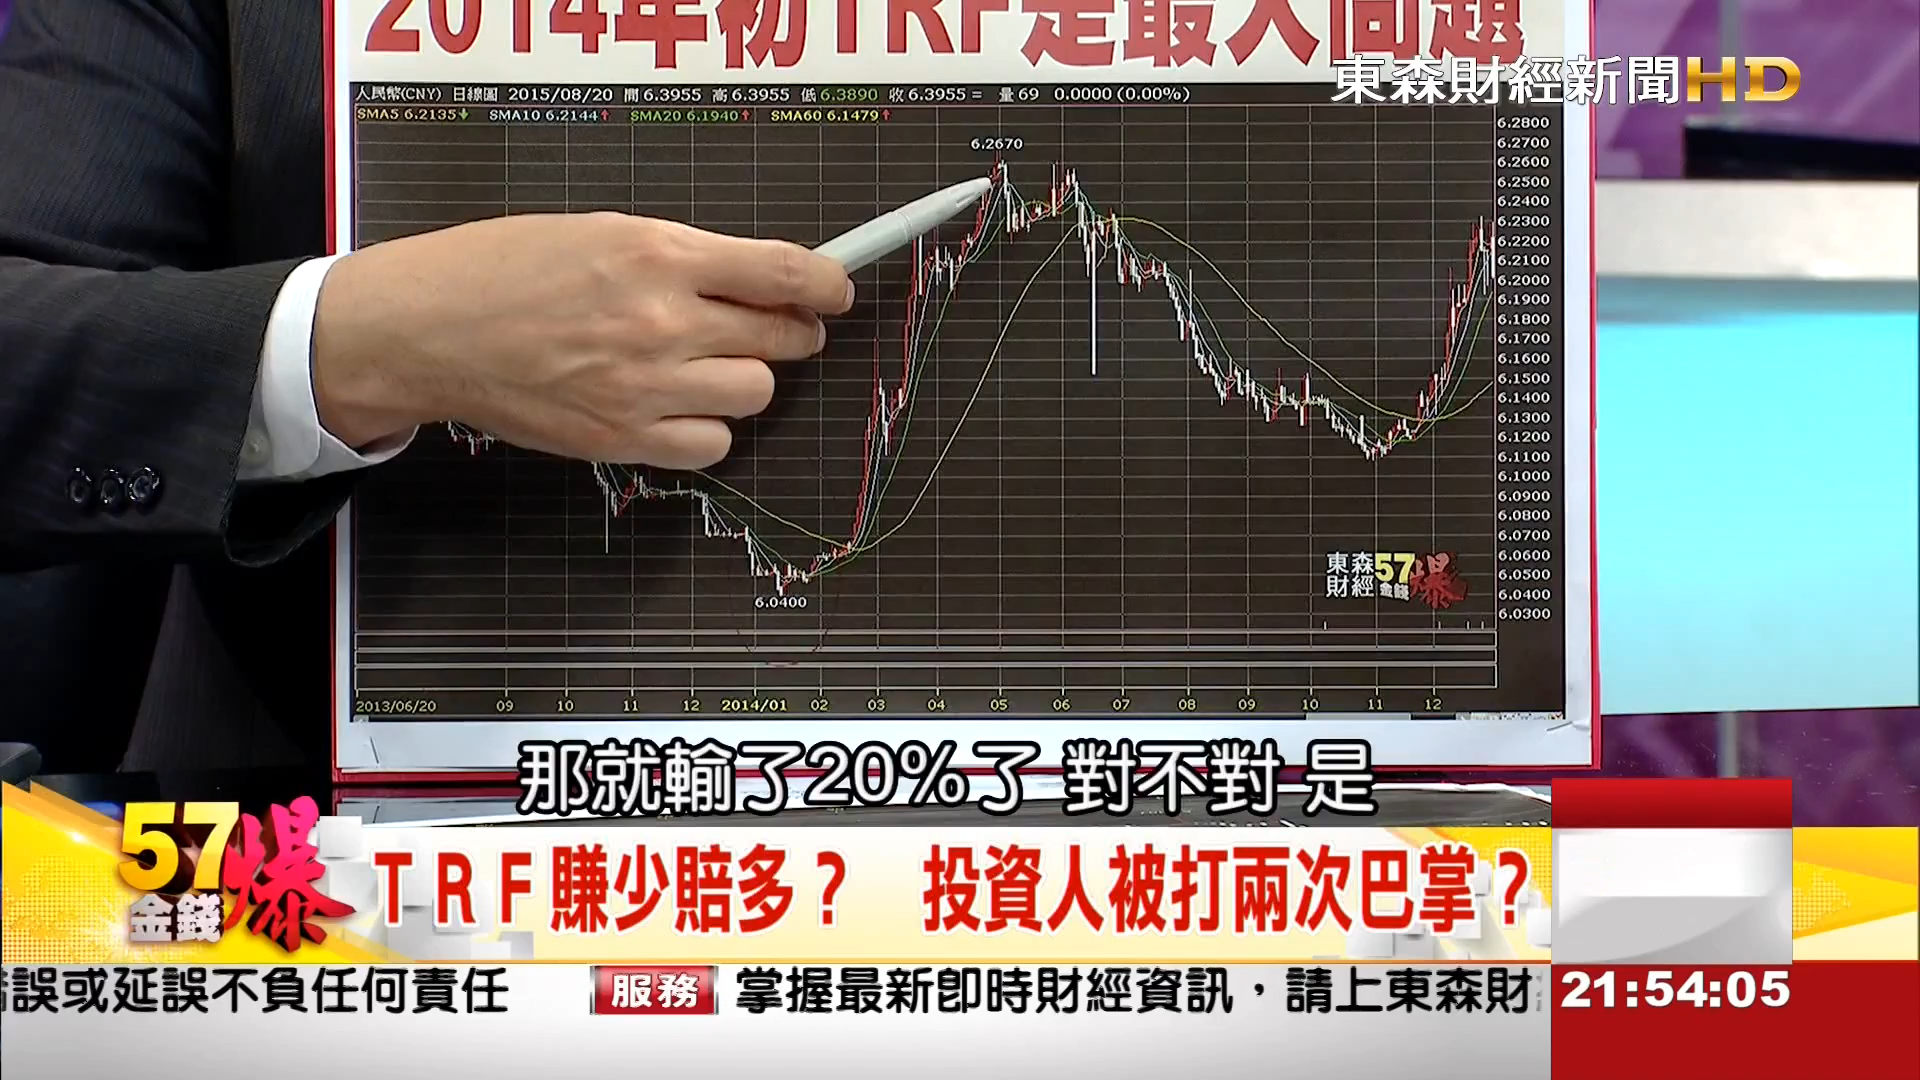 2014年初TRF是最大問題
東森財經新聞HD
人民幣(CNY) 日線圖 2015/08/20 開 6.3955 高 6.3955 低 6.3890 收 6.3955 = 量 69 0.0000 (0.00%)
SMA5 6.2135↓ SMA10 6.2144↑ SMA20 6.1940↑ SMA60 6.1479↑
6.2670
6.0400
6.2800
6.2700
6.2600
6.2500
6.2400
6.2300
6.2200
6.2100
6.2000
6.1900
6.1800
6.1700
6.1600
6.1500
6.1400
6.1300
6.1200
6.1100
6.1000
6.0900
6.0800
6.0700
6.0600
6.0500
6.0400
6.0300
東森財經 57金錢爆
2013/06/20 09 10 11 12 2014/01 02 03 04 05 06 07 08 09 10 11 12
那就輸了20%了 對不對 是
57金錢爆
TRF賺少賠多? 投資人被打兩次巴掌?
誤或延誤不負任何責任 服務 掌握最新即時財經資訊,請上東森財
21:54:05